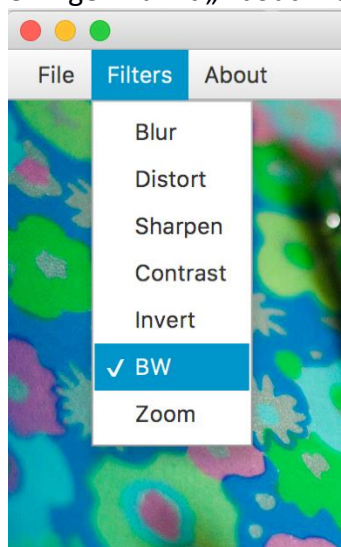 File Filters About
Blur
Distort
Sharpen
Contrast
Invert
✓ BW
Zoom